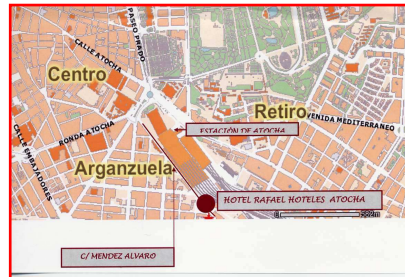 PASEO PRADO
CALLE ATOCHA
Centro
Retiro
AVENIDA MEDITERRANEO
ESTACIÓN DE ATOCHA
RONDA ATOCHA
CALLE EMBAJADORES
Arganzuela
HOTEL RAFAEL HOTELES ATOCHA
C/ MENDEZ ALVARO